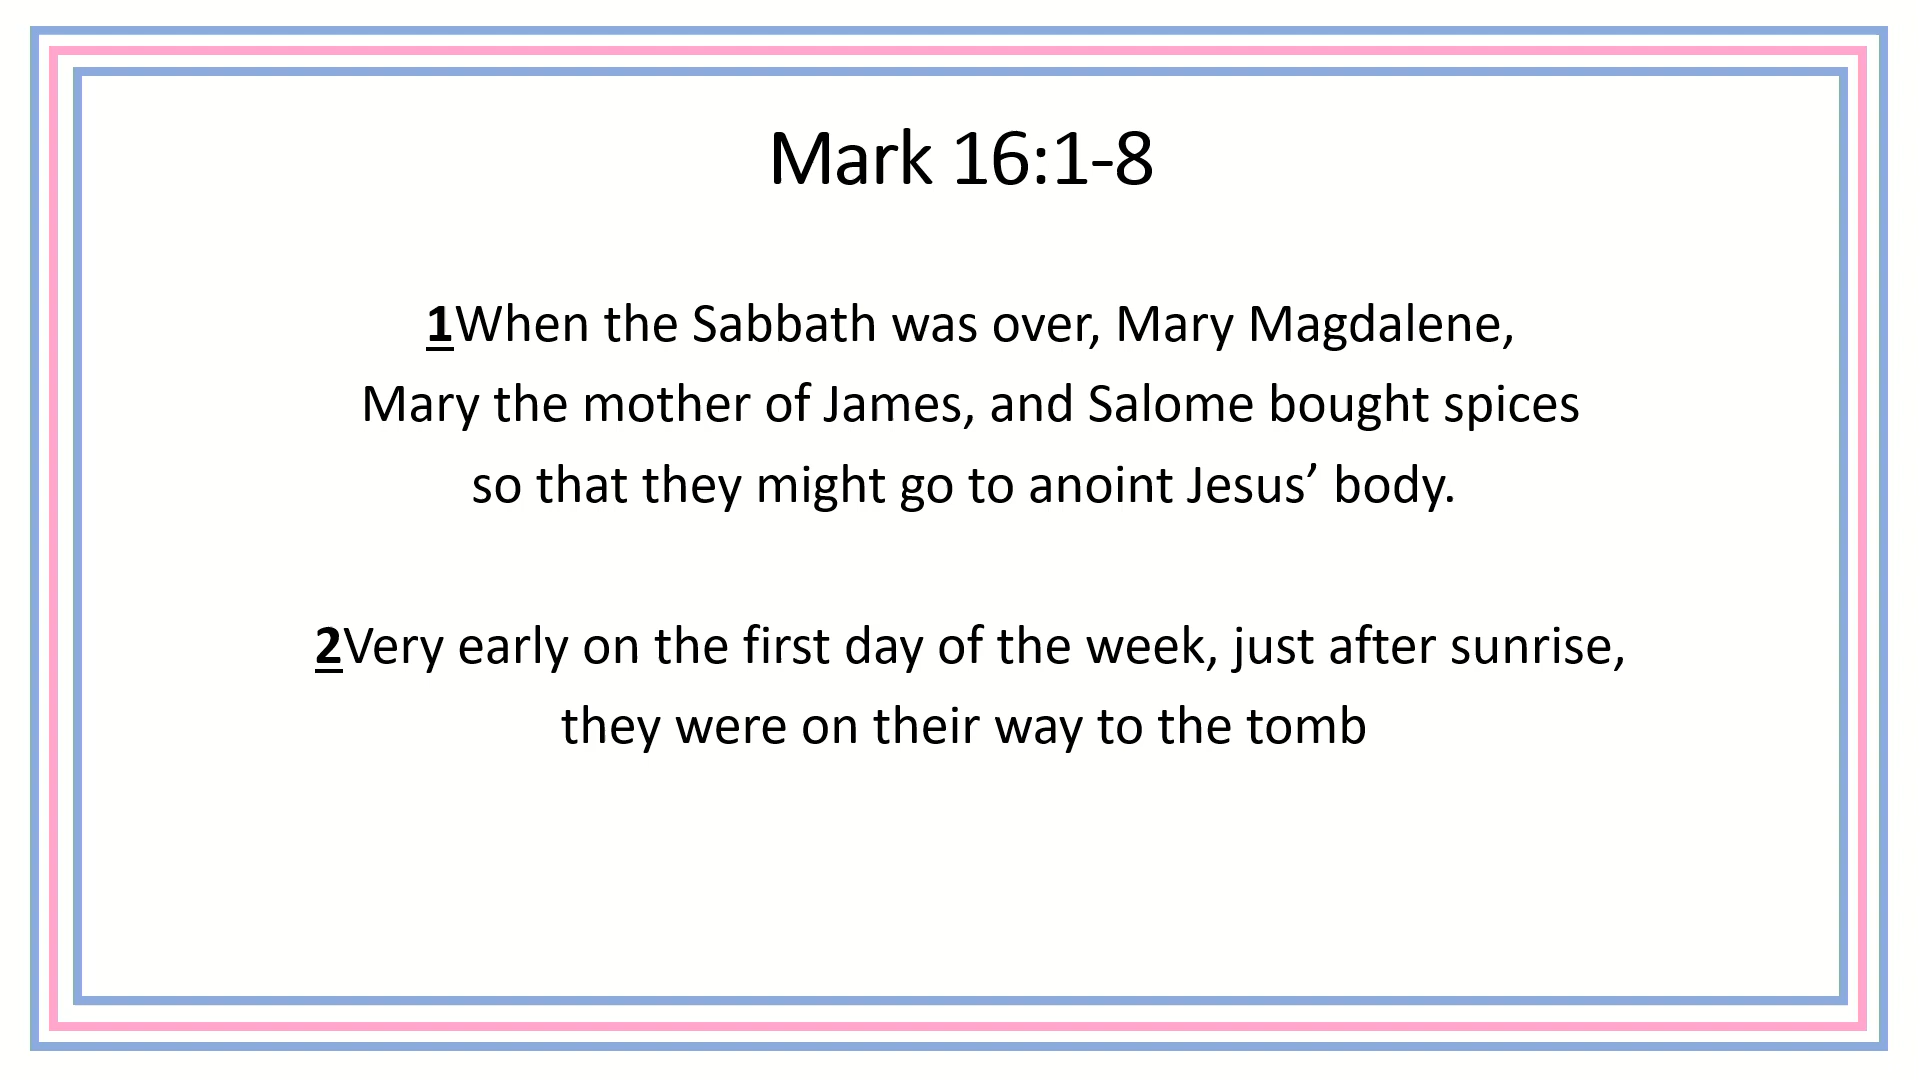 Mark 16:1-8
1When the Sabbath was over, Mary Magdalene,
Mary the mother of James, and Salome bought spices
so that they might go to anoint Jesus’ body.
2Very early on the first day of the week, just after sunrise,
they were on their way to the tomb